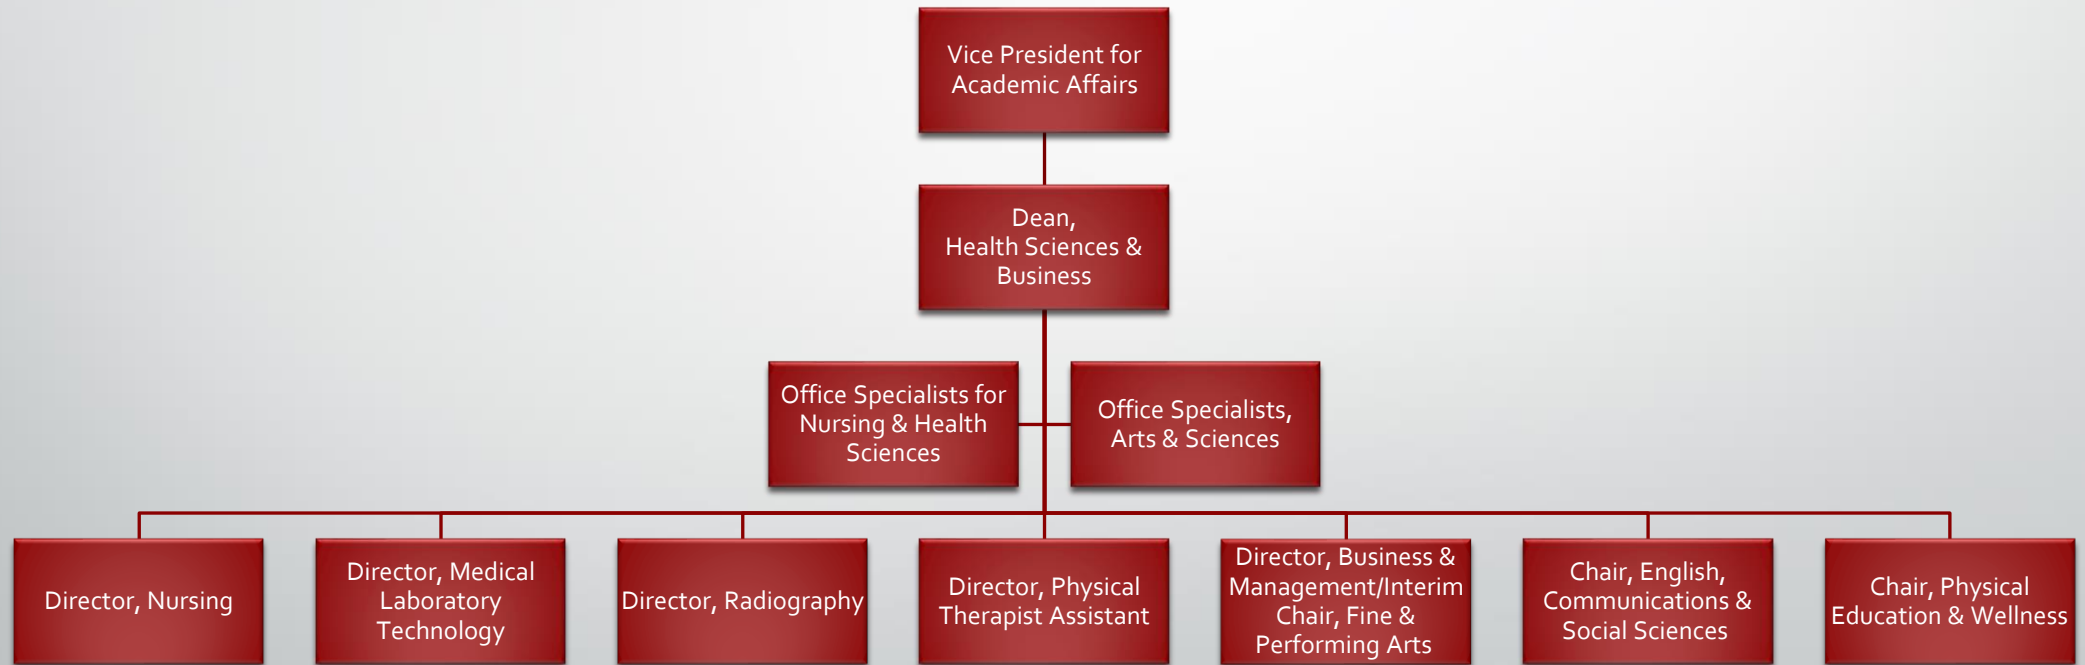 Vice President for
Academic Affairs
Dean,
Health Sciences &
Business
Office Specialists for
Nursing & Health
Sciences
Office Specialists,
Arts & Sciences
Director, Nursing
Director, Medical
Laboratory
Technology
Director, Radiography
Director, Physical
Therapist Assistant
Director, Business &
Management/Interim
Chair, Fine &
Performing Arts
Chair, English,
Communications &
Social Sciences
Chair, Physical
Education & Wellness